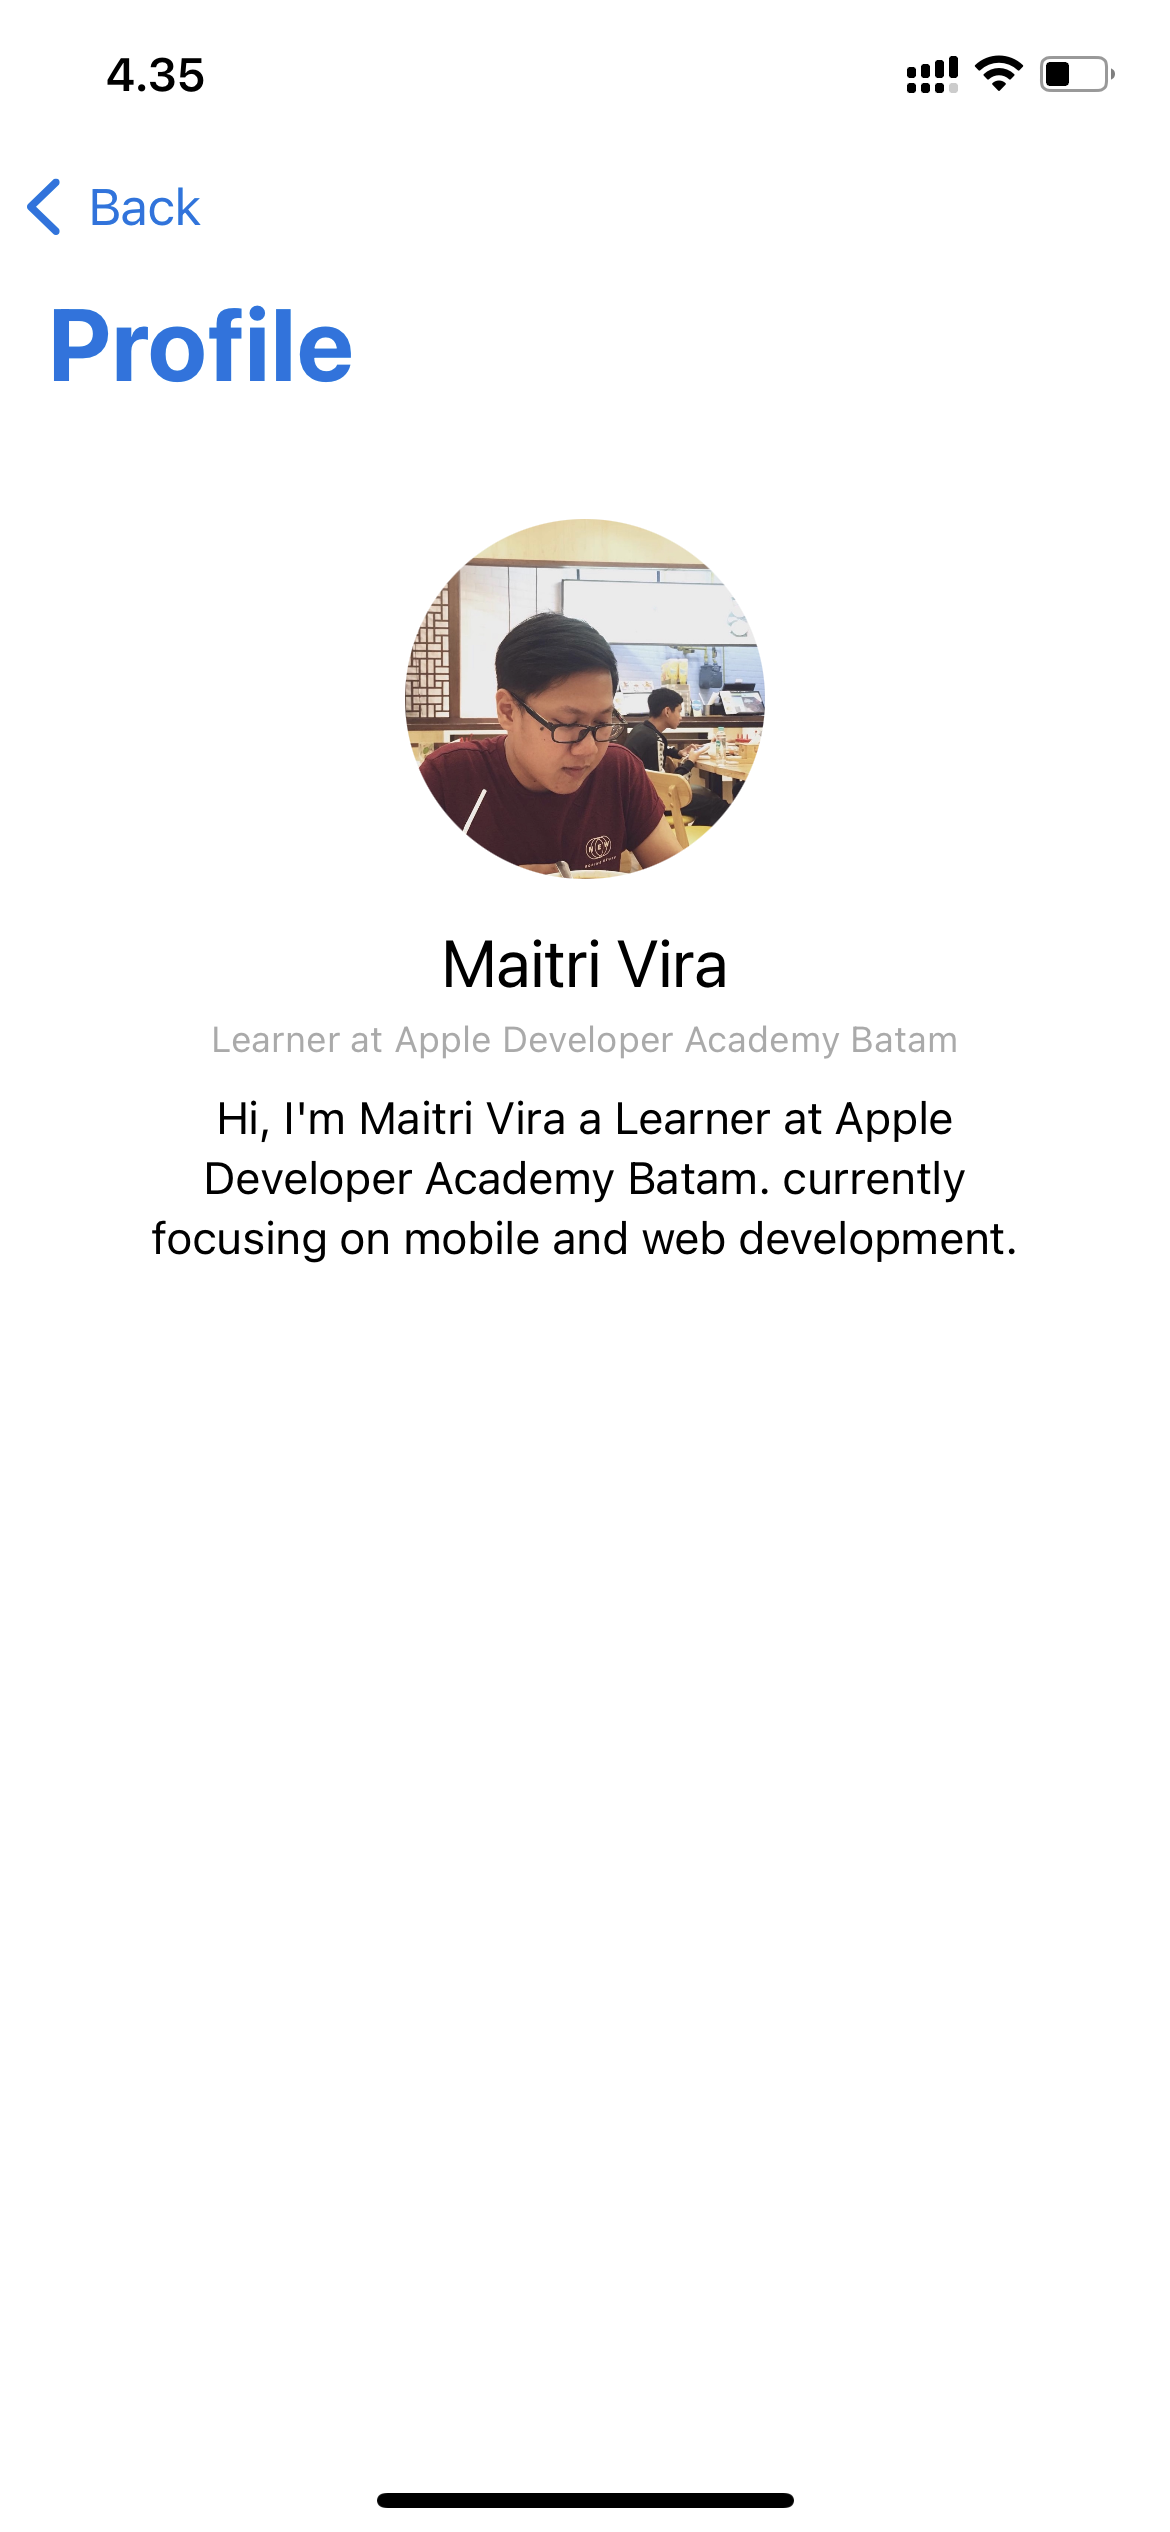 4.35
Back
Profile
NEW
Maitri Vira
Learner at Apple Developer Academy Batam
Hi, I'm Maitri Vira a Learner at Apple
Developer Academy Batam. currently
focusing on mobile and web development.